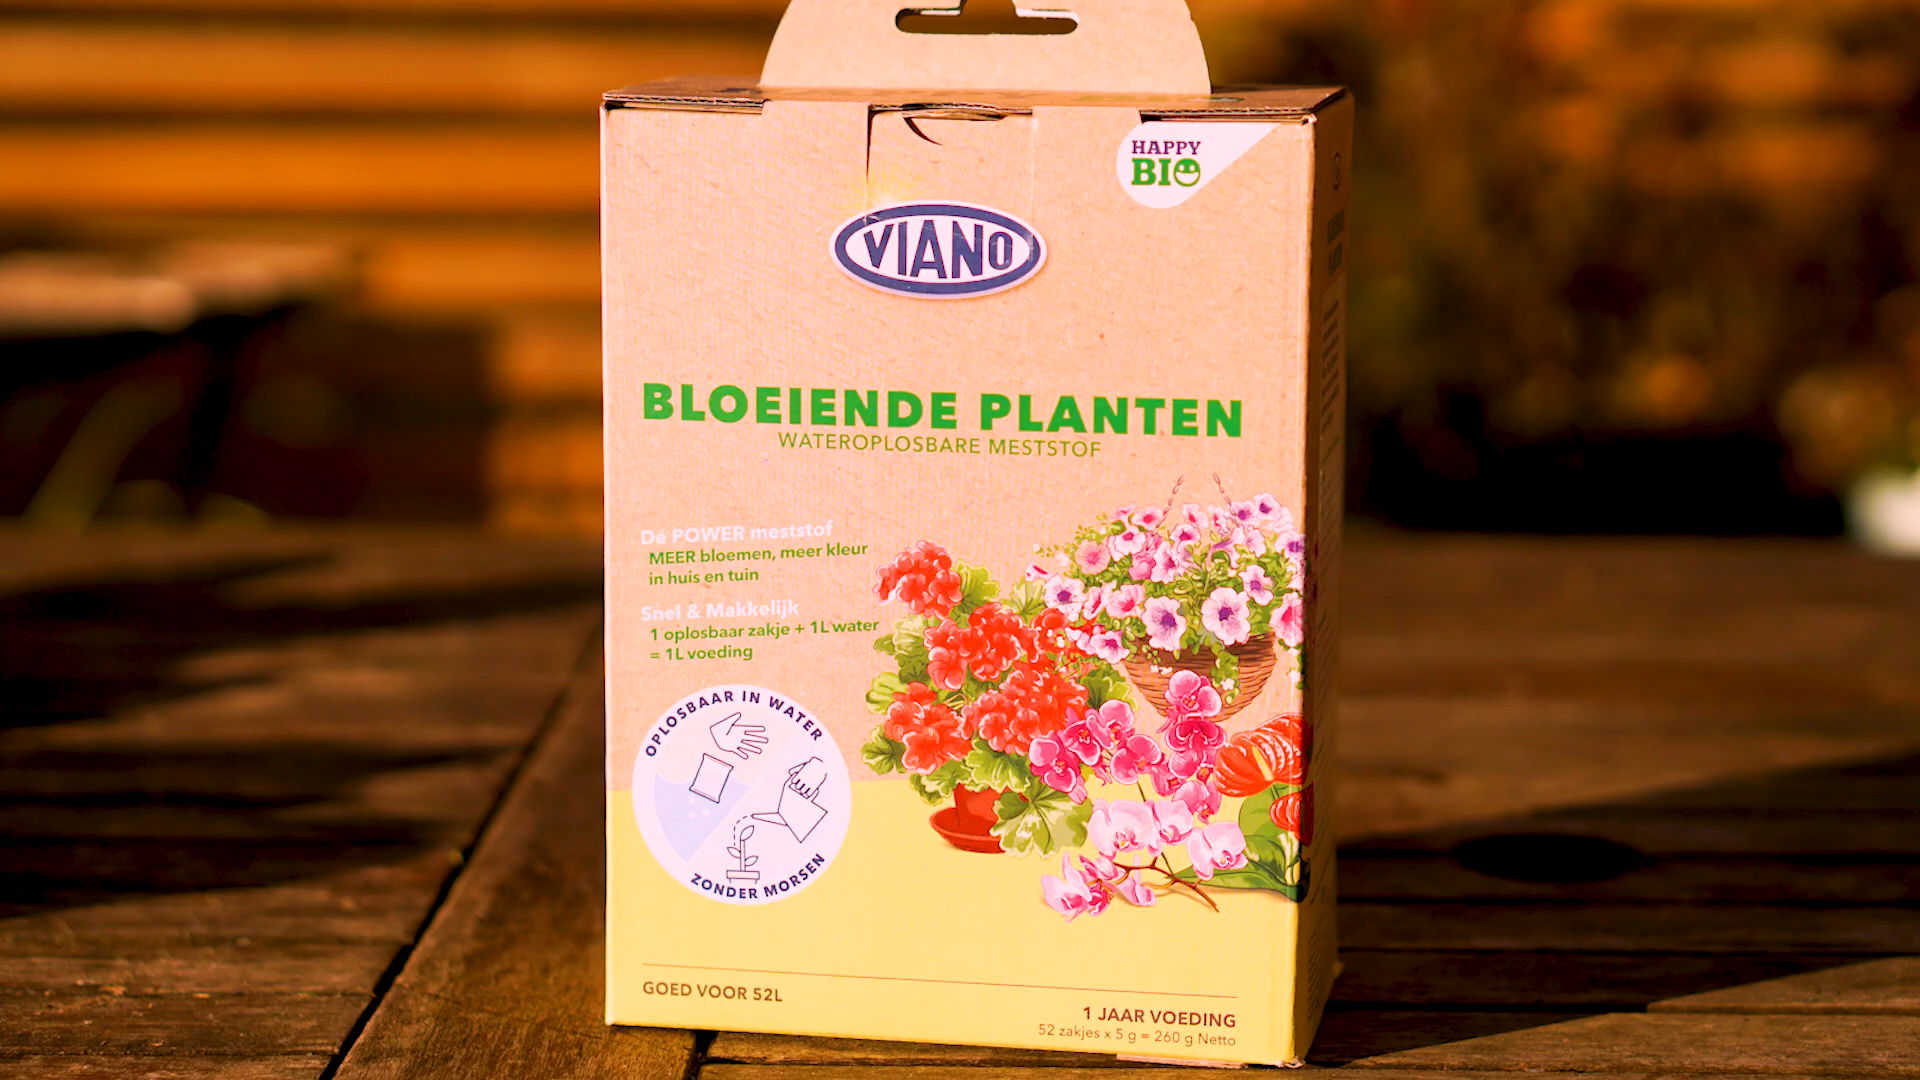 HAPPY
BIO
VIANO
BLOEIENDE PLANTEN
WATEROPLOSBARE MESTSTOF
Dé POWER meststof
MEER bloemen, meer kleur
in huis en tuin
Snel & Makkelijk
1 oplosbaar zakje + 1L water
= 1L voeding
OPLOSBAAR IN WATER
ZONDER MORSEN
GOED VOOR 52L
1 JAAR VOEDING
52 zakjes x 5 g = 260 g Netto